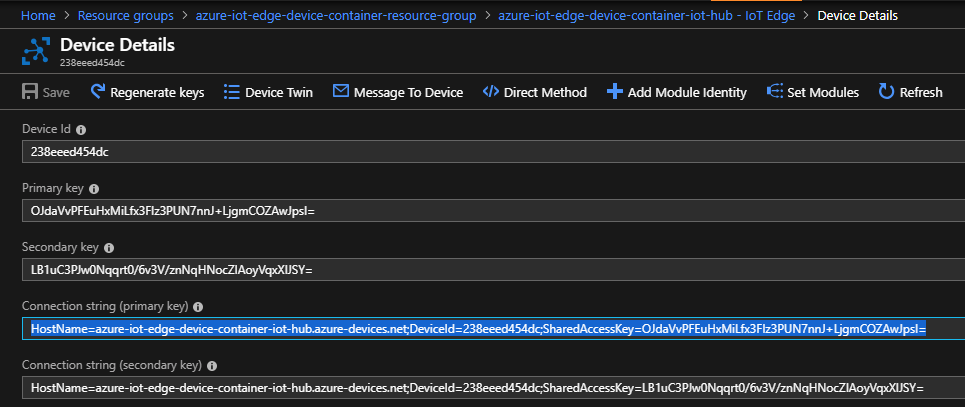 Home > Resource groups > azure-iot-edge-device-container-resource-group > azure-iot-edge-device-container-iot-hub - IoT Edge > Device Details
Device Details
238eeed454dc
Save Regenerate keys Device Twin Message To Device Direct Method Add Module Identity Set Modules Refresh
Device Id
238eeed454dc
Primary key
OJdaVvPFEuHxMiLfx3FIz3PUN7nnJ+LjgmCOZAwJpsI=
Secondary key
LB1uC3PJw0Nqqrt0/6v3V/znNqHNocZIAoyVqxXIJSY=
Connection string (primary key)
HostName=azure-iot-edge-device-container-iot-hub.azure-devices.net;DeviceId=238eeed454dc;SharedAccessKey=OJdaVvPFEuHxMiLfx3FIz3PUN7nnJ+LjgmCOZAwJpsI=
Connection string (secondary key)
HostName=azure-iot-edge-device-container-iot-hub.azure-devices.net;DeviceId=238eeed454dc;SharedAccessKey=LB1uC3PJw0Nqqrt0/6v3V/znNqHNocZIAoyVqxXIJSY=